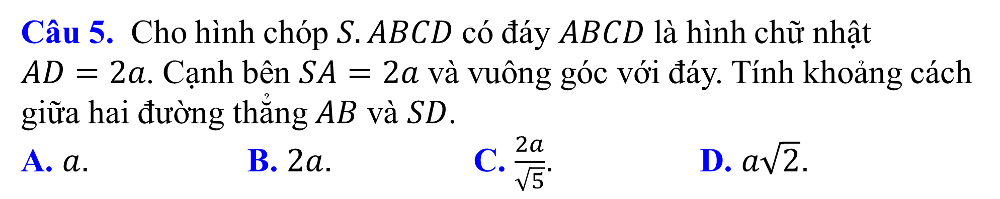 Câu 5. Cho hình chóp S.ABCD có đáy ABCD là hình chữ nhật
AD = 2a. Cạnh bên SA = 2a và vuông góc với đáy. Tính khoảng cách
giữa hai đường thẳng AB và SD.
A. a. B. 2a. C. \frac{2a}{\sqrt{5}}. D. a√2.